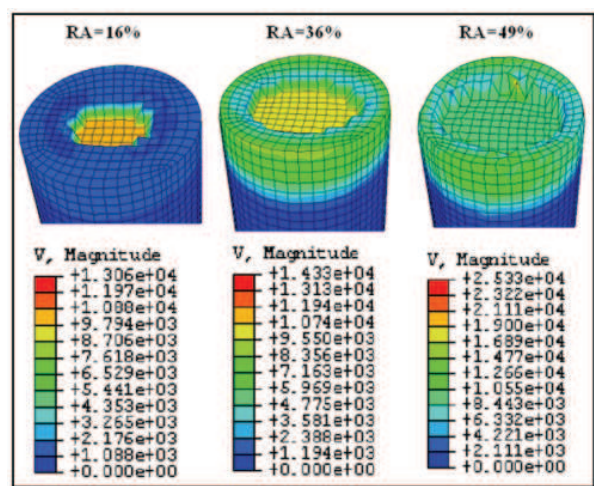 RA=16%
RA=36%
RA=49%
V, Magnitude
+1.306e+04
+1.197e+04
+1.088e+04
+9.794e+03
+8.706e+03
+7.618e+03
+6.529e+03
+5.441e+03
+4.353e+03
+3.265e+03
+2.176e+03
+1.088e+03
+0.000e+00
V, Magnitude
+1.433e+04
+1.313e+04
+1.194e+04
+1.074e+04
+9.550e+03
+8.356e+03
+7.163e+03
+5.969e+03
+4.775e+03
+3.581e+03
+2.388e+03
+1.194e+03
+0.000e+00
V, Magnitude
+2.533e+04
+2.322e+04
+2.111e+04
+1.900e+04
+1.689e+04
+1.477e+04
+1.266e+04
+1.055e+04
+8.443e+03
+6.332e+03
+4.221e+03
+2.111e+03
+0.000e+00